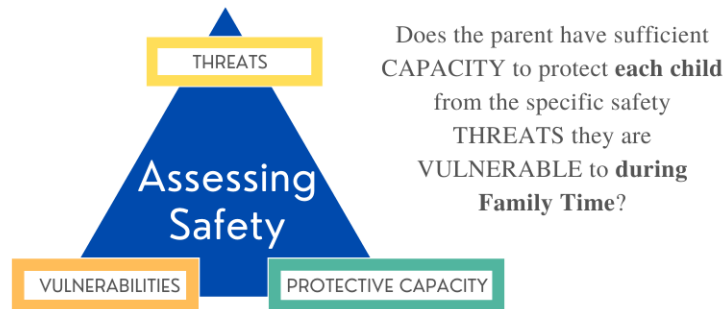 THREATS
Assessing
Safety
VULNERABILITIES
PROTECTIVE CAPACITY
Does the parent have sufficient
CAPACITY to protect each child
from the specific safety
THREATS they are
VULNERABLE to during
Family Time?